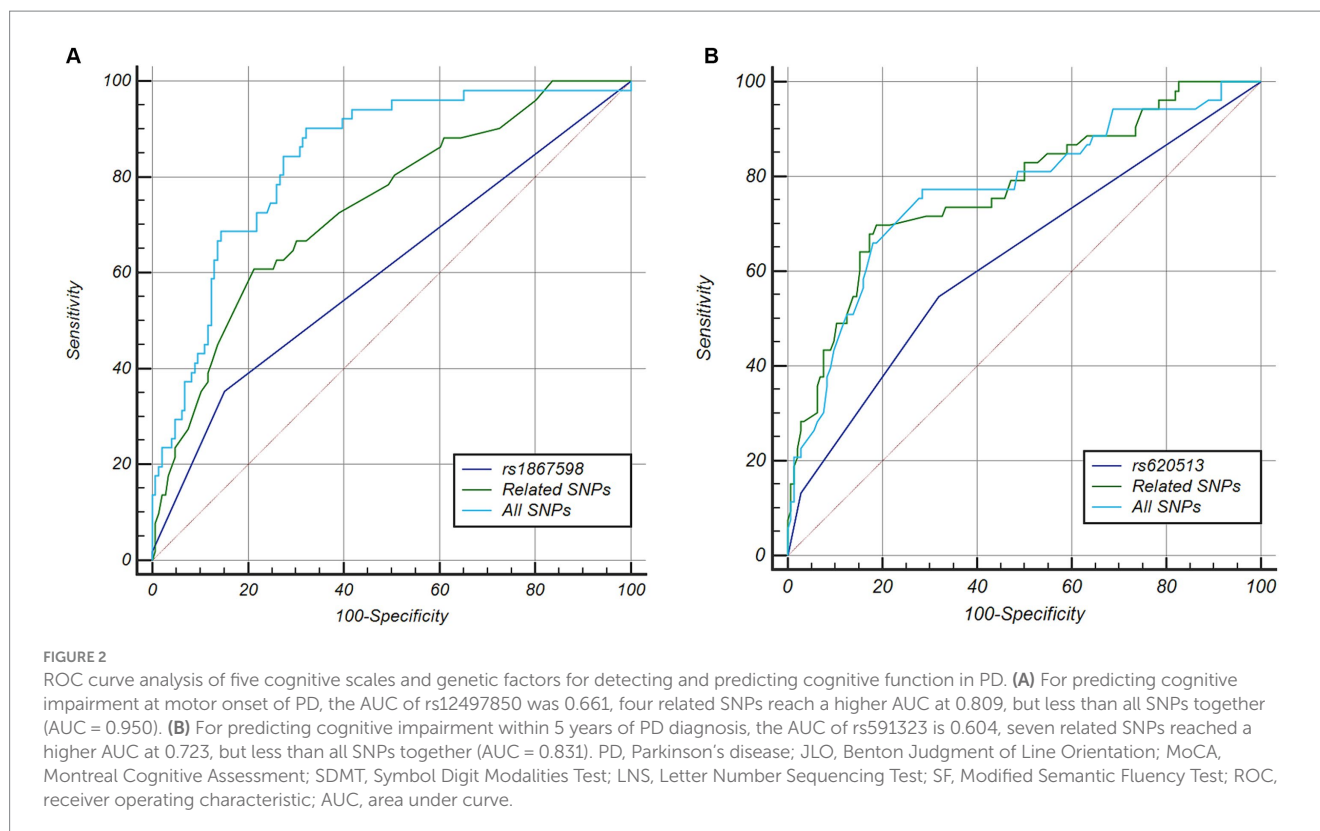 A
B
100
80
60
40
20
0
Sensitivity
0 20 40 60 80 100
100-Specificity
rs1867598
Related SNPs
All SNPs
100
80
60
40
20
0
Sensitivity
0 20 40 60 80 100
100-Specificity
rs620513
Related SNPs
All SNPs
FIGURE 2
ROC curve analysis of five cognitive scales and genetic factors for detecting and predicting cognitive function in PD. (A) For predicting cognitive
impairment at motor onset of PD, the AUC of rs12497850 was 0.661, four related SNPs reach a higher AUC at 0.809, but less than all SNPs together
(AUC = 0.950). (B) For predicting cognitive impairment within 5 years of PD diagnosis, the AUC of rs591323 is 0.604, seven related SNPs reached a
higher AUC at 0.723, but less than all SNPs together (AUC = 0.831). PD, Parkinson's disease; JLO, Benton Judgment of Line Orientation; MoCA,
Montreal Cognitive Assessment; SDMT, Symbol Digit Modalities Test; LNS, Letter Number Sequencing Test; SF, Modified Semantic Fluency Test; ROC,
receiver operating characteristic; AUC, area under curve.